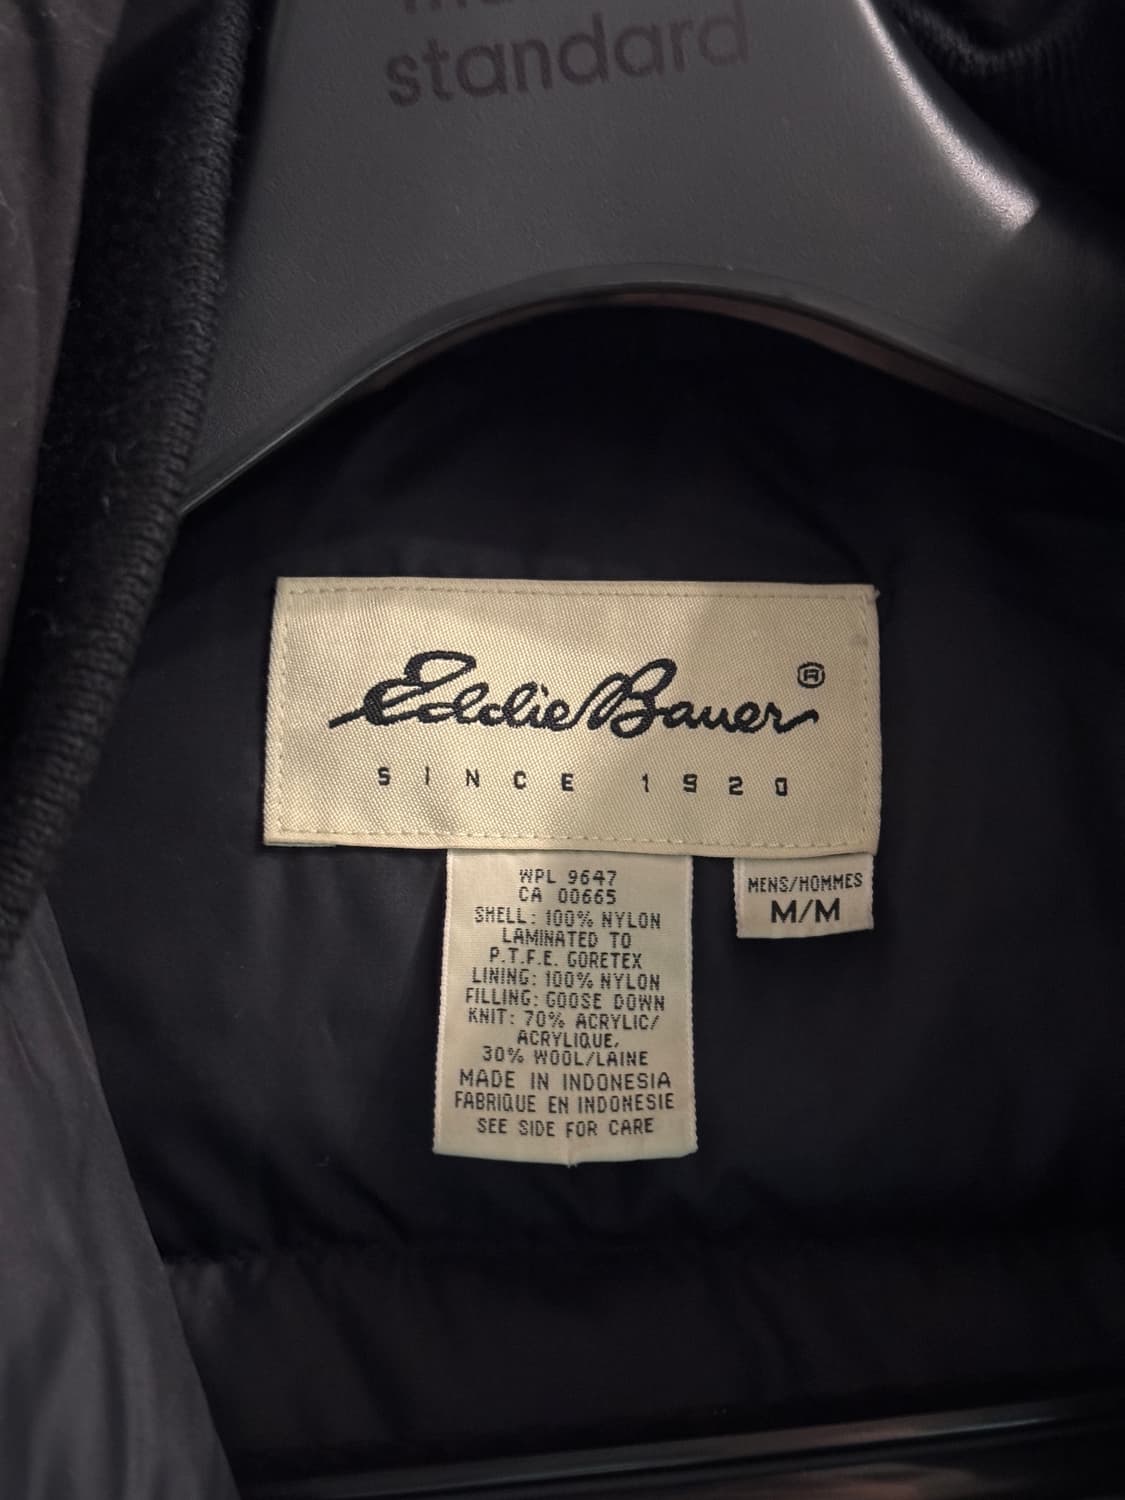 standard
Eddie Bauer ®
SINCE 1920
WPL 9647
CA 00665
SHELL: 100% NYLON
LAMINATED TO
P.T.F.E. GORETEX
LINING: 100% NYLON
FILLING: GOOSE DOWN
KNIT: 70% ACRYLIC/
ACRYLIQUE,
30% WOOL/LAINE
MADE IN INDONESIA
FABRIQUE EN INDONESIE
SEE SIDE FOR CARE
MENS/HOMMES
M/M